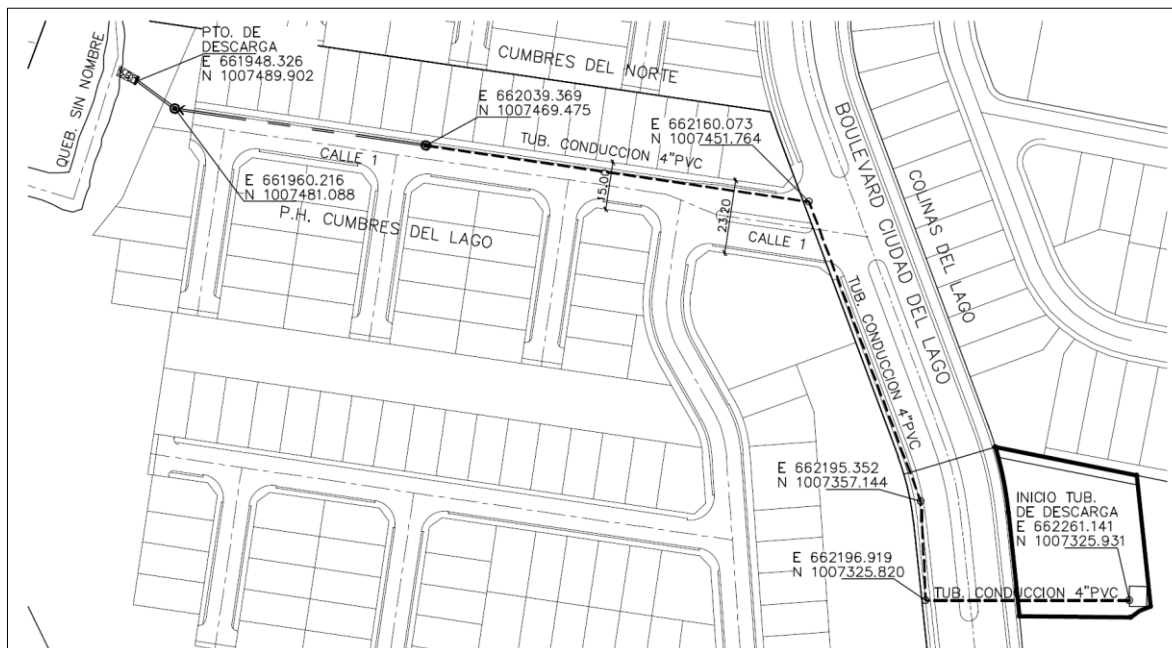 PTO. DE
DESCARGA
E 661948.326
N 1007489.902
QUEB. SIN NOMBRE
CUMBRES DEL NORTE
E 662039.369
N 1007469.475
TUB. CONDUCCION 4"PVC
E 662160.073
N 1007451.764
BOULEVARD CIUDAD DEL LAGO
COLINAS DEL LAGO
CALLE 1
15.00
23.20
E 661960.216
N 1007481.088
P.H. CUMBRES DEL LAGO
CALLE 1
TUB. CONDUCCION 4"PVC
E 662195.352
N 1007357.144
INICIO TUB.
DE DESCARGA
E 662261.141
N 1007325.931
E 662196.919
N 1007325.820
TUB. CONDUCCION 4"PVC